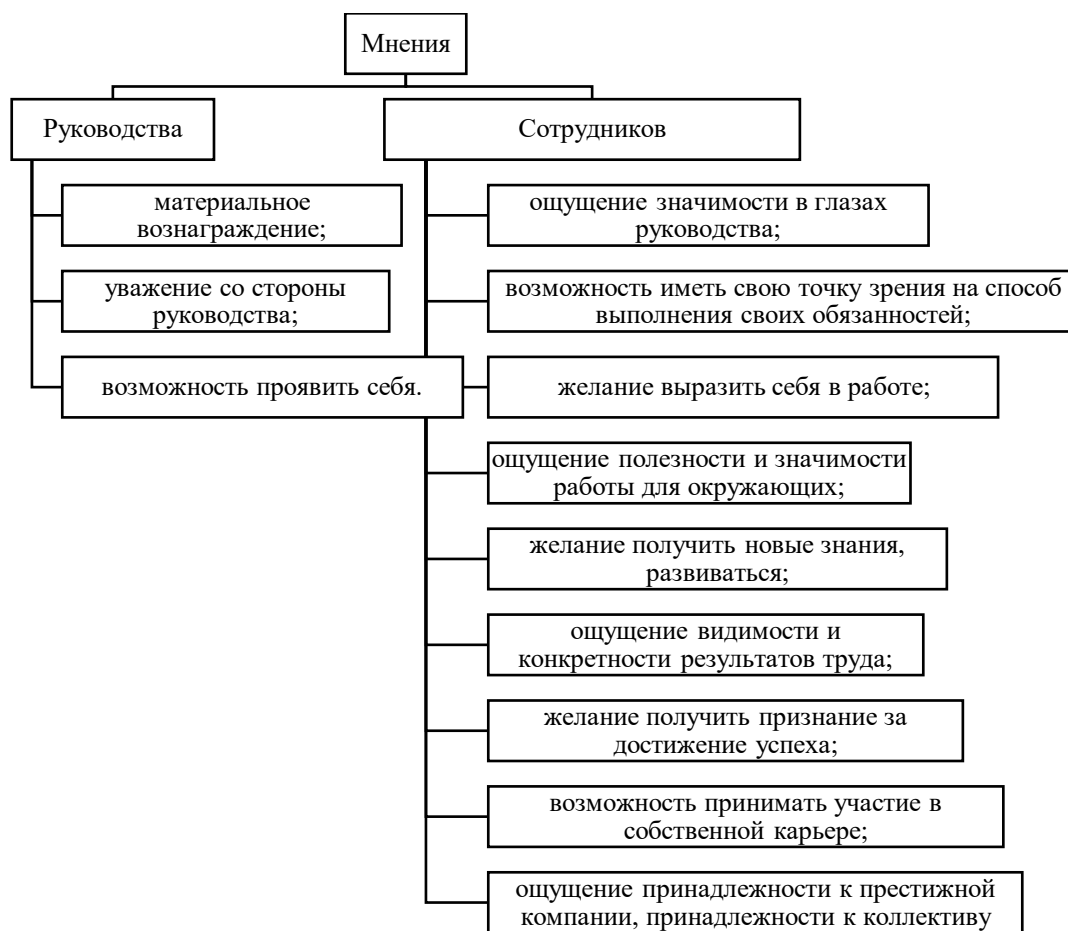 Мнения
Руководства
материальное
вознаграждение;
уважение со стороны
руководства;
возможность проявить себя.
Сотрудников
ощущение значимости в глазах
руководства;
возможность иметь свою точку зрения на способ
выполнения своих обязанностей;
желание выразить себя в работе;
ощущение полезности и значимости
работы для окружающих;
желание получить новые знания,
развиваться;
ощущение видимости и
конкретности результатов труда;
желание получить признание за
достижение успеха;
возможность принимать участие в
собственной карьере;
ощущение принадлежности к престижной
компании, принадлежности к коллективу